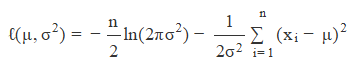 ℓ(μ, σ²) = − n/2 ln(2πσ²) − 1/2σ² n∑i=1 (xᵢ − μ)²